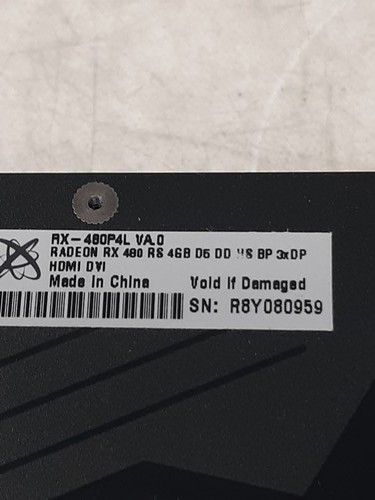 RX-480P4L VA.0
RADEON RX 480 RS 4GB D5 DD HS BP 3xDP
HDMI DVI
Made in China Void If Damaged
SN: R8Y080959